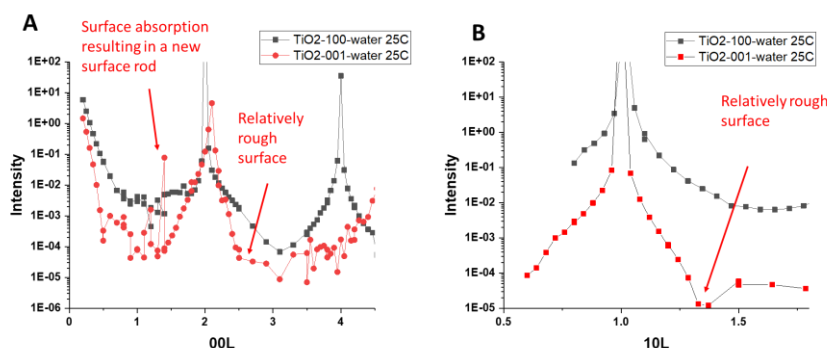 A
Surface absorption
resulting in a new
surface rod
TiO2-100-water 25C
TiO2-001-water 25C
1E+02
1E+01
1E+00
1E-01
1E-02
1E-03
1E-04
1E-05
1E-06
Intensity
Relatively
rough
surface
0 1 2 3 4
00L
B
TiO2-100-water 25C
TiO2-001-water 25C
1E+02
1E+01
1E+00
1E-01
1E-02
1E-03
1E-04
1E-05
Intensity
Relatively rough
surface
0.5 1.0 1.5
10L